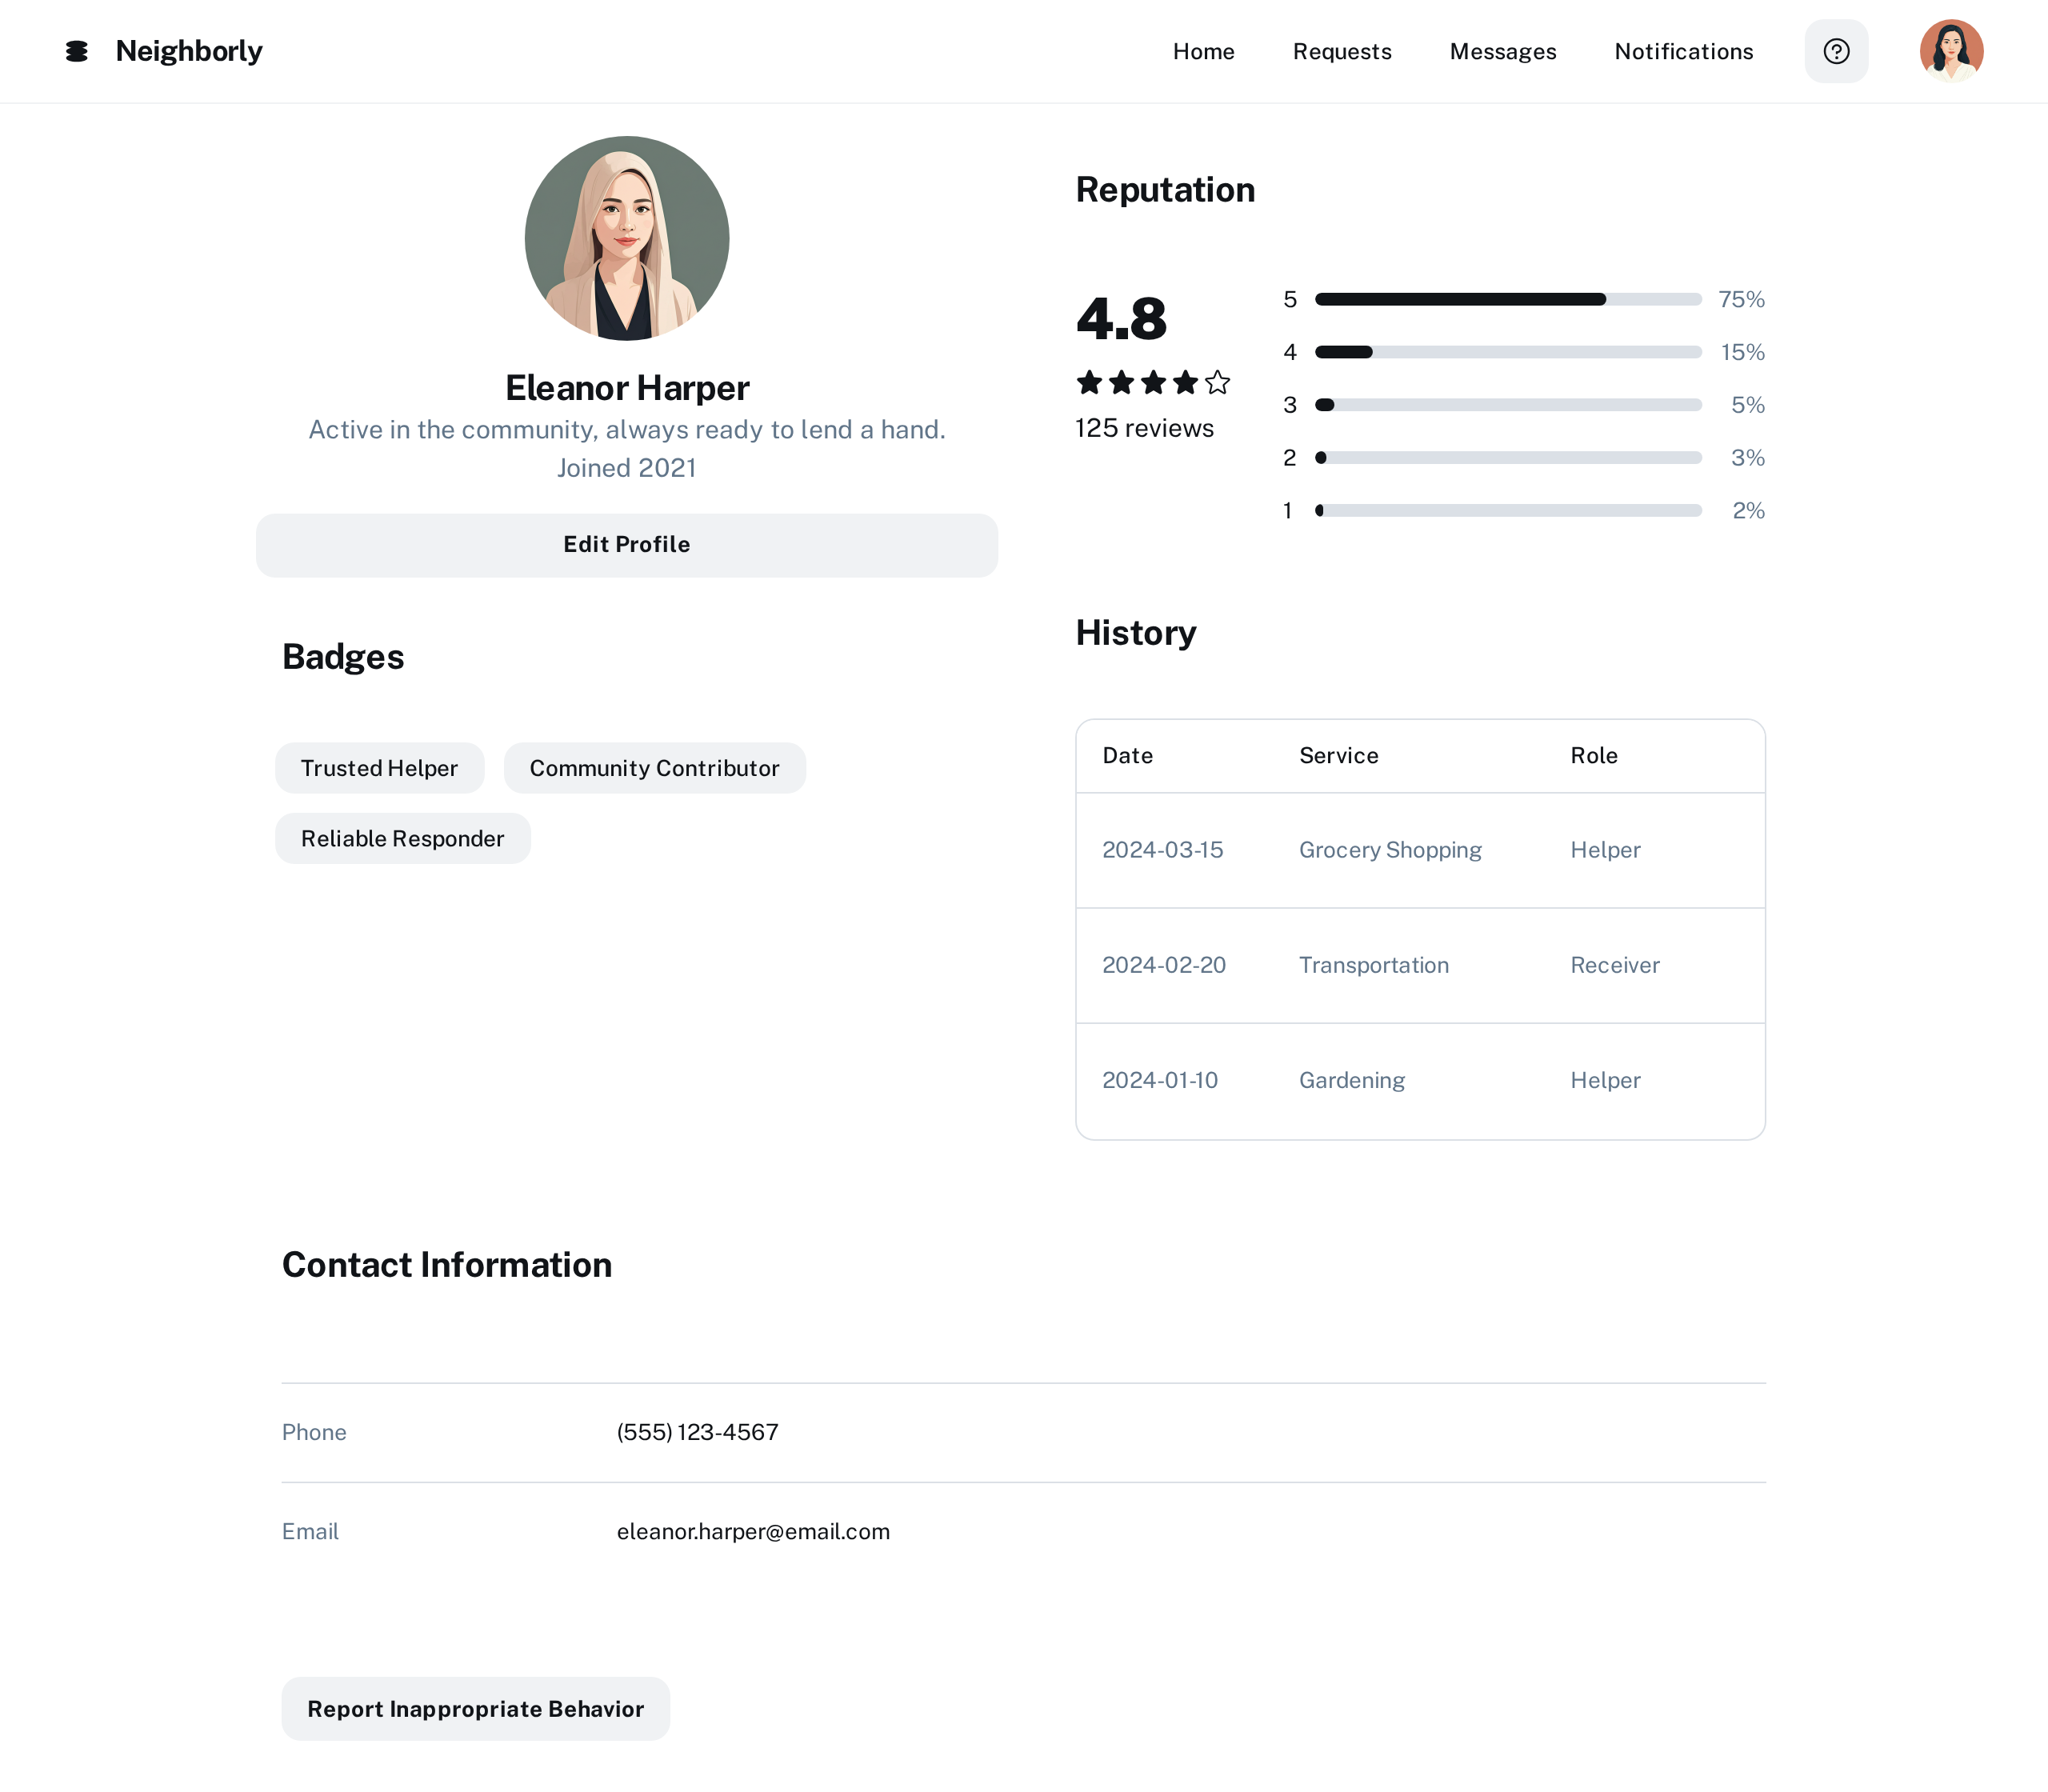 Neighborly
Home
Requests
Messages
Notifications
Eleanor Harper
Active in the community, always ready to lend a hand.
Joined 2021
Edit Profile
Badges
Trusted Helper
Community Contributor
Reliable Responder
Reputation
4.8
125 reviews
5 75%
4 15%
3 5%
2 3%
1 2%
History
Date Service Role
2024-03-15 Grocery Shopping Helper
2024-02-20 Transportation Receiver
2024-01-10 Gardening Helper
Contact Information
Phone (555) 123-4567
Email eleanor.harper@email.com
Report Inappropriate Behavior